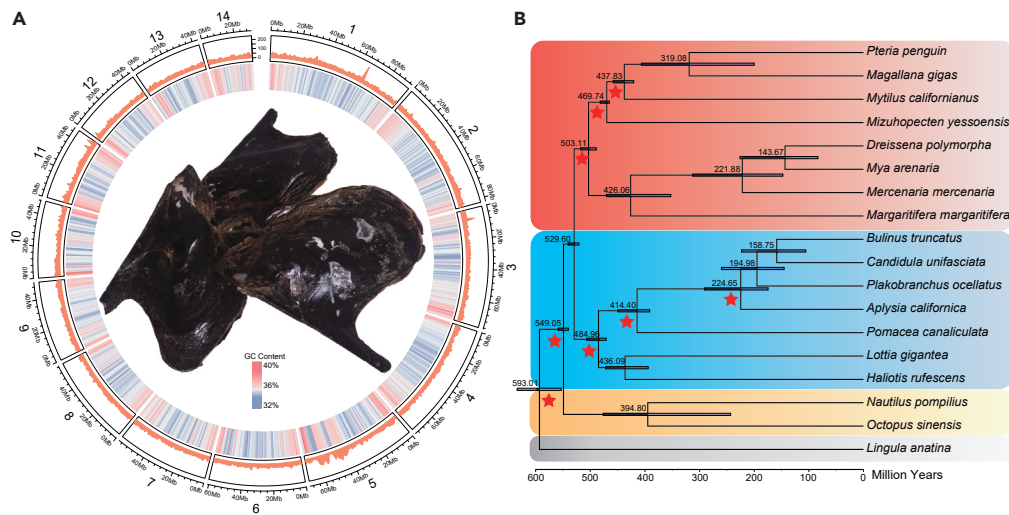 A
B
14
0Mb
20Mb
0Mb
20Mb
40Mb
60Mb
80Mb
1
200
100
0
0Mb
20Mb
40Mb
60Mb
80Mb
2
0Mb
20Mb
40Mb
60Mb
3
0Mb
20Mb
40Mb
60Mb
4
0Mb
20Mb
40Mb
60Mb
5
0Mb
20Mb
40Mb
60Mb
6
0Mb
20Mb
40Mb
7
0Mb
20Mb
40Mb
8
0Mb
20Mb
40Mb
9
0Mb
20Mb
40Mb
10
0Mb
20Mb
40Mb
11
0Mb
20Mb
40Mb
12
0Mb
20Mb
40Mb
13
GC Content
40%
36%
32%
Pteria penguin
319.08
Magallana gigas
437.83
Mytilus californianus
469.74
Mizuhopecten yessoensis
503.11
Dreissena polymorpha
143.67
Mya arenaria
221.88
Mercenaria mercenaria
426.06
Margaritifera margaritifera
529.60
Bulinus truncatus
158.75
Candidula unifasciata
194.98
Plakobranchus ocellatus
224.65
Aplysia californica
414.40
Pomacea canaliculata
549.05
484.96
Lottia gigantea
436.09
Haliotis rufescens
593.01
Nautilus pompilius
394.80
Octopus sinensis
Lingula anatina
600 500 400 300 200 100 0 Million Years